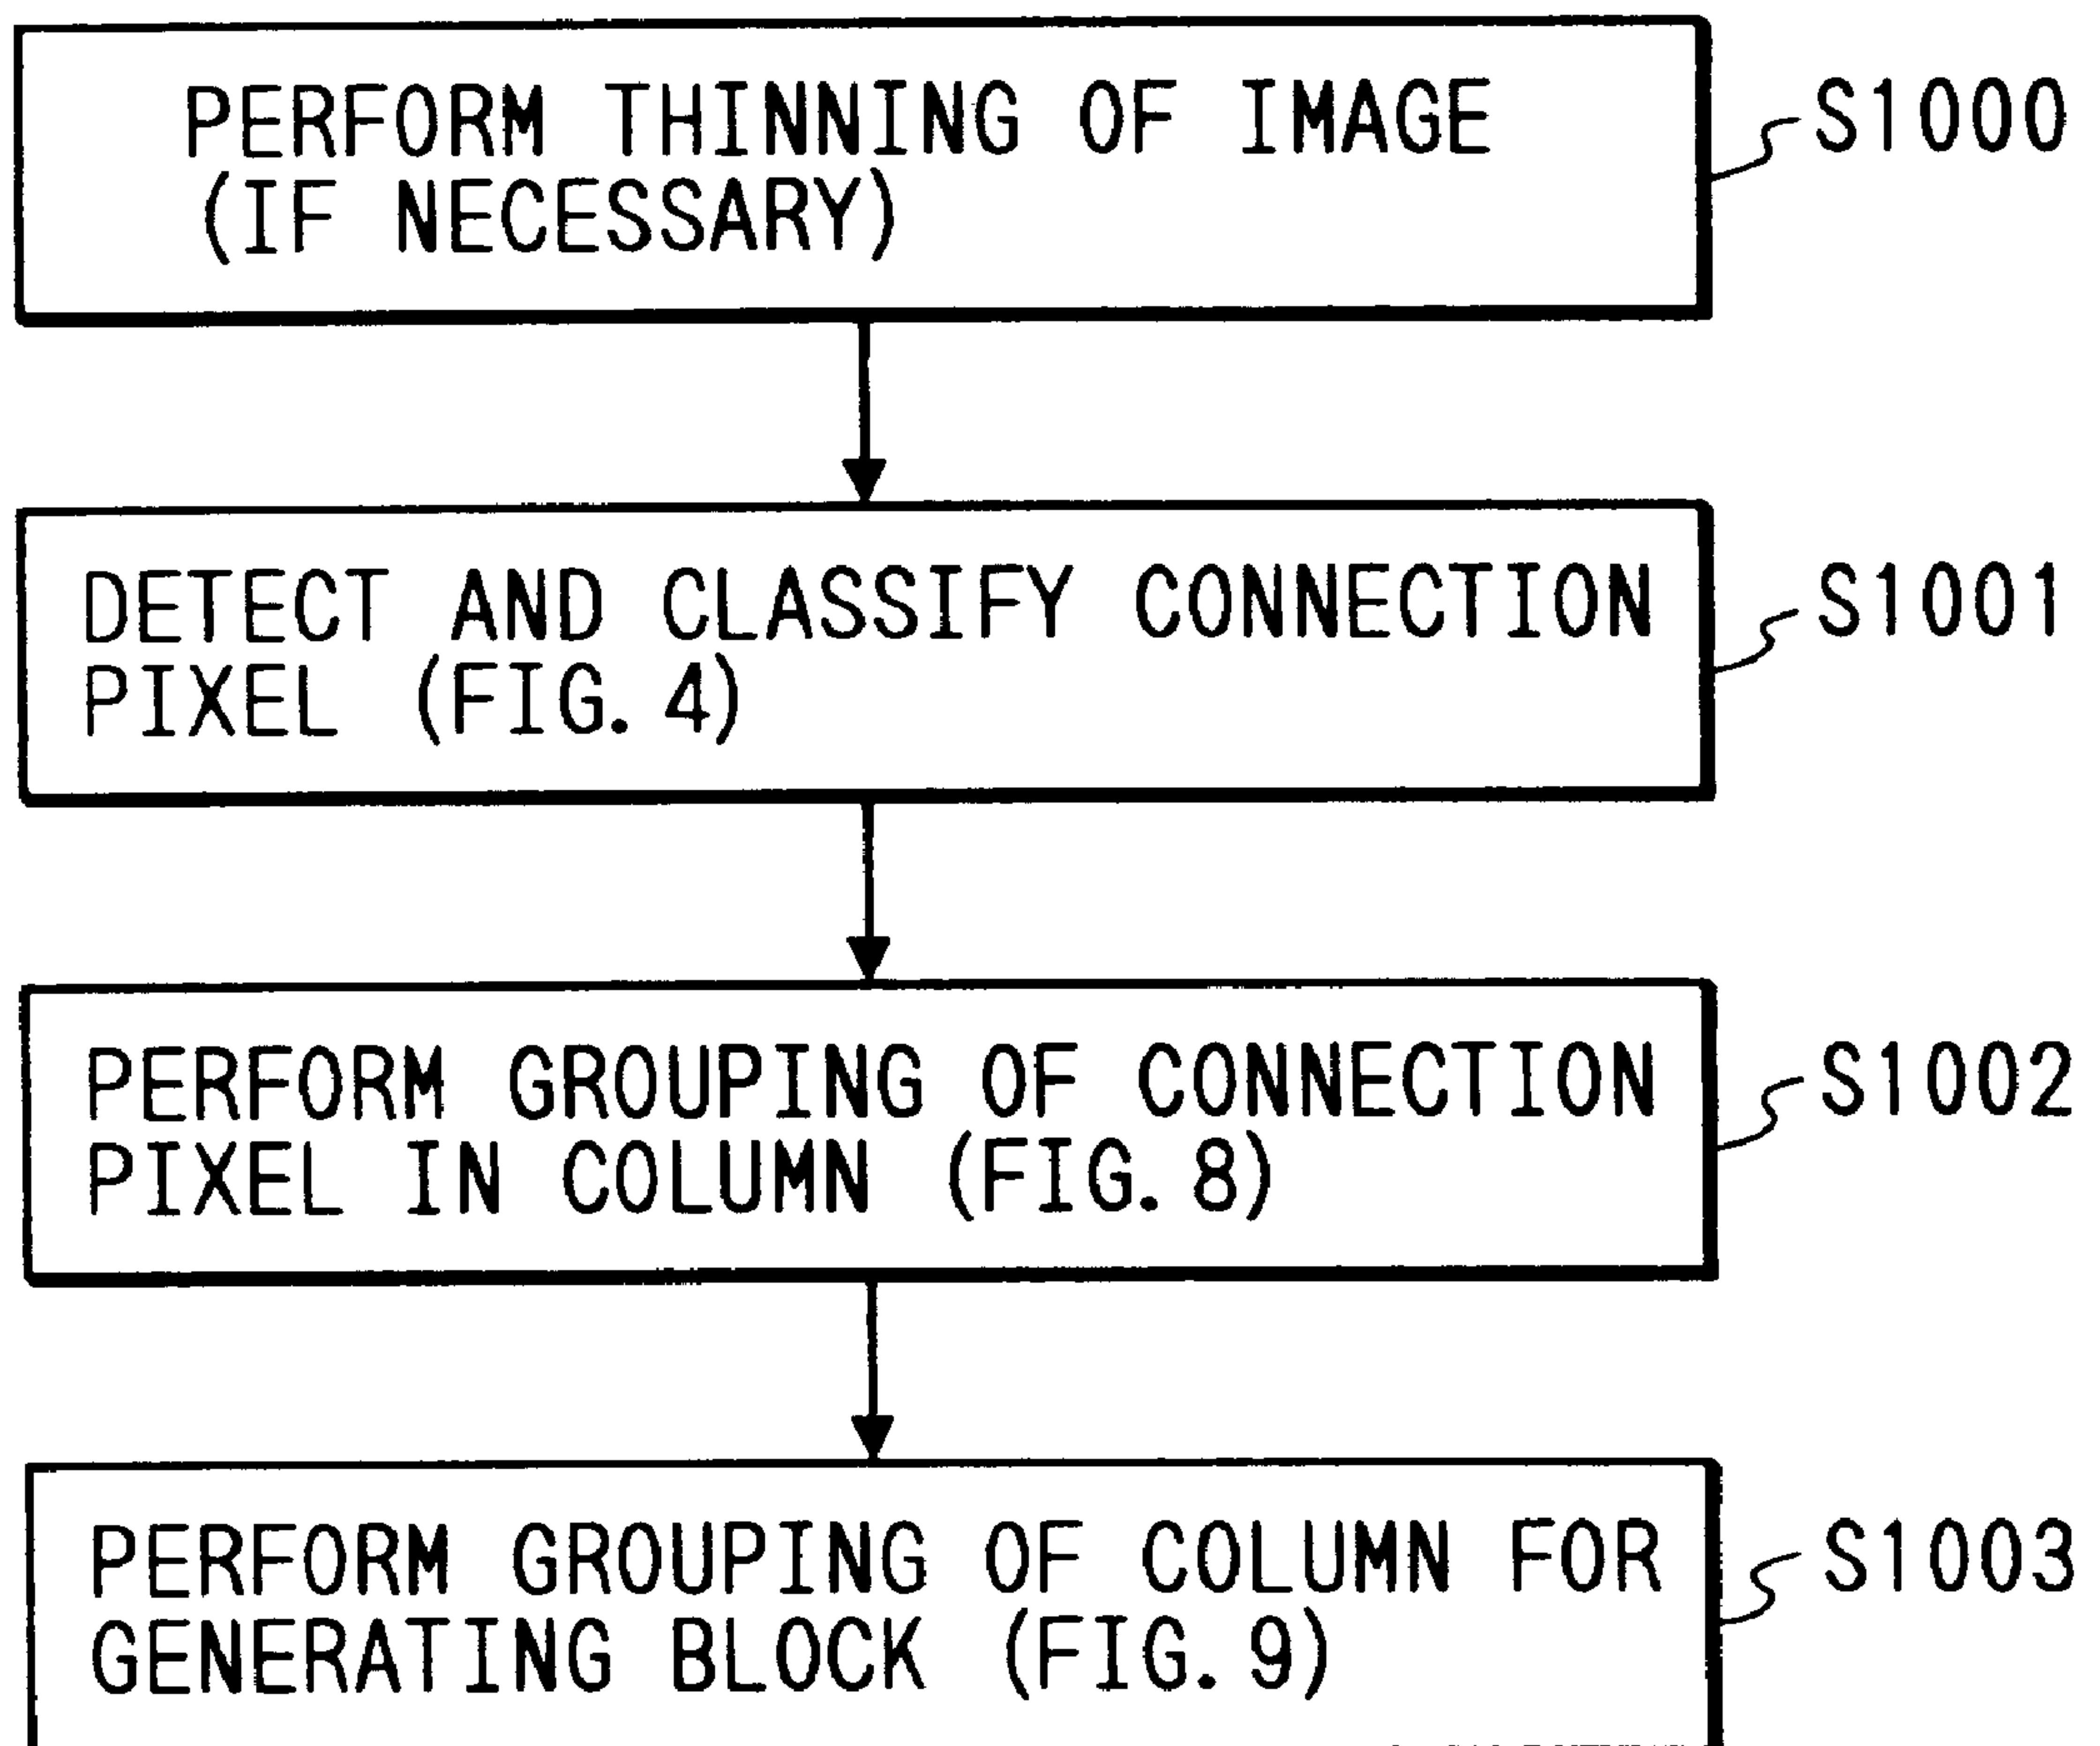 PERFORM THINNING OF IMAGE
(IF NECESSARY)
S1000
DETECT AND CLASSIFY CONNECTION
PIXEL (FIG. 4)
S1001
PERFORM GROUPING OF CONNECTION
PIXEL IN COLUMN (FIG. 8)
S1002
PERFORM GROUPING OF COLUMN FOR
GENERATING BLOCK (FIG. 9)
S1003